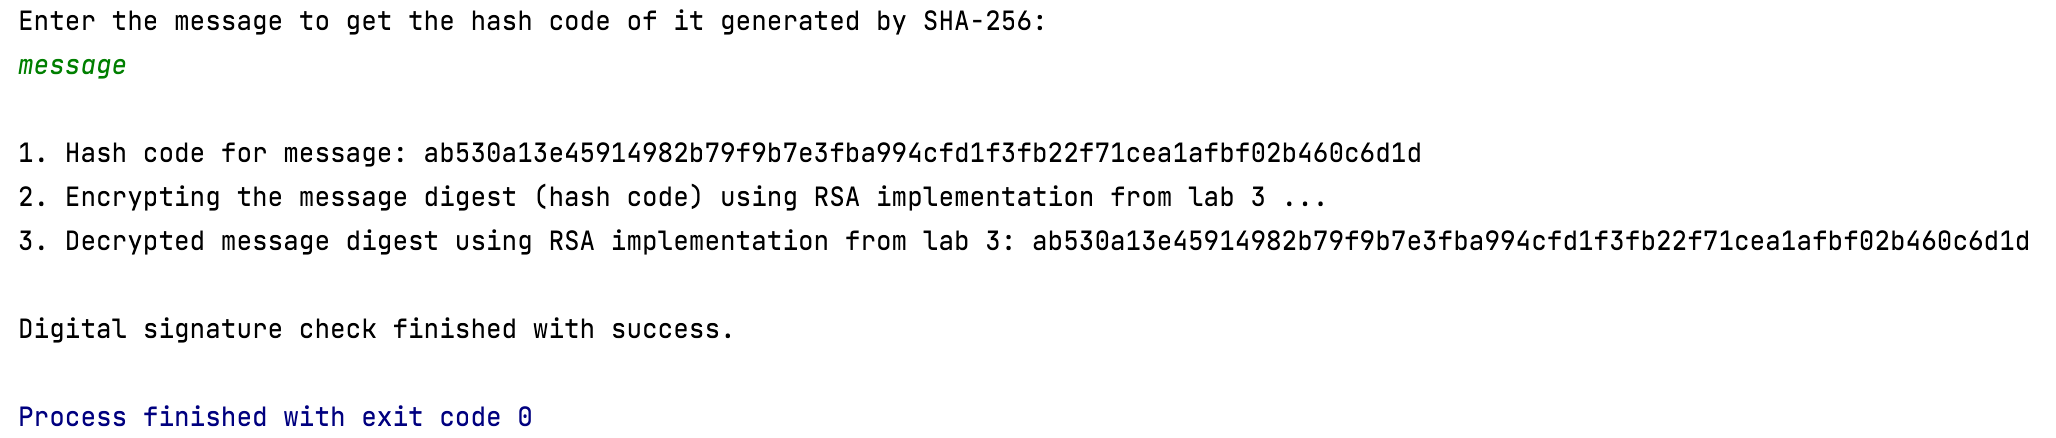 Enter the message to get the hash code of it generated by SHA-256:
message
1. Hash code for message: ab530a13e45914982b79f9b7e3fba994cfd1f3fb22f71cea1afbf02b460c6d1d
2. Encrypting the message digest (hash code) using RSA implementation from lab 3 ...
3. Decrypted message digest using RSA implementation from lab 3: ab530a13e45914982b79f9b7e3fba994cfd1f3fb22f71cea1afbf02b460c6d1d
Digital signature check finished with success.
Process finished with exit code 0